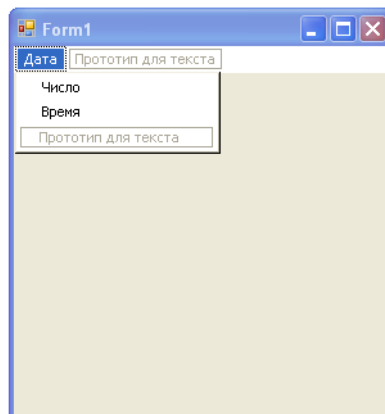 Form1
Дата Прототип для текста
Число
Время
Прототип для текста